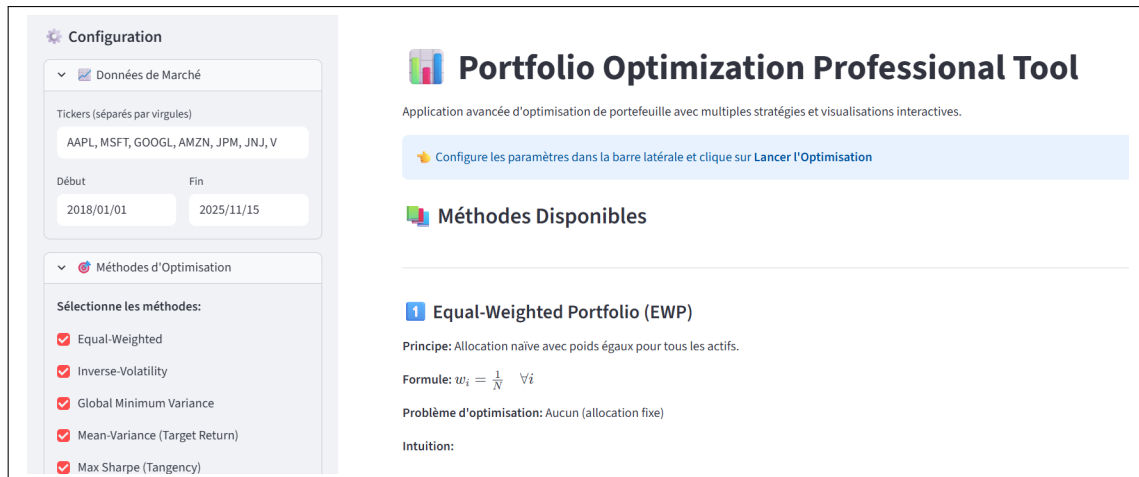 Configuration
Données de Marché
Tickers (séparés par virgules)
AAPL, MSFT, GOOGL, AMZN, JPM, JNJ, V
Début Fin
2018/01/01 2025/11/15
Méthodes d'Optimisation
Sélectionne les méthodes:
Equal-Weighted
Inverse-Volatility
Global Minimum Variance
Mean-Variance (Target Return)
Max Sharpe (Tangency)
Portfolio Optimization Professional Tool
Application avancée d'optimisation de portefeuille avec multiples stratégies et visualisations interactives.
Configure les paramètres dans la barre latérale et clique sur Lancer l'Optimisation
Méthodes Disponibles
1 Equal-Weighted Portfolio (EWP)
Principe: Allocation naïve avec poids égaux pour tous les actifs.
Formule: $w_i = \frac{1}{N} \quad \forall i$
Problème d'optimisation: Aucun (allocation fixe)
Intuition: